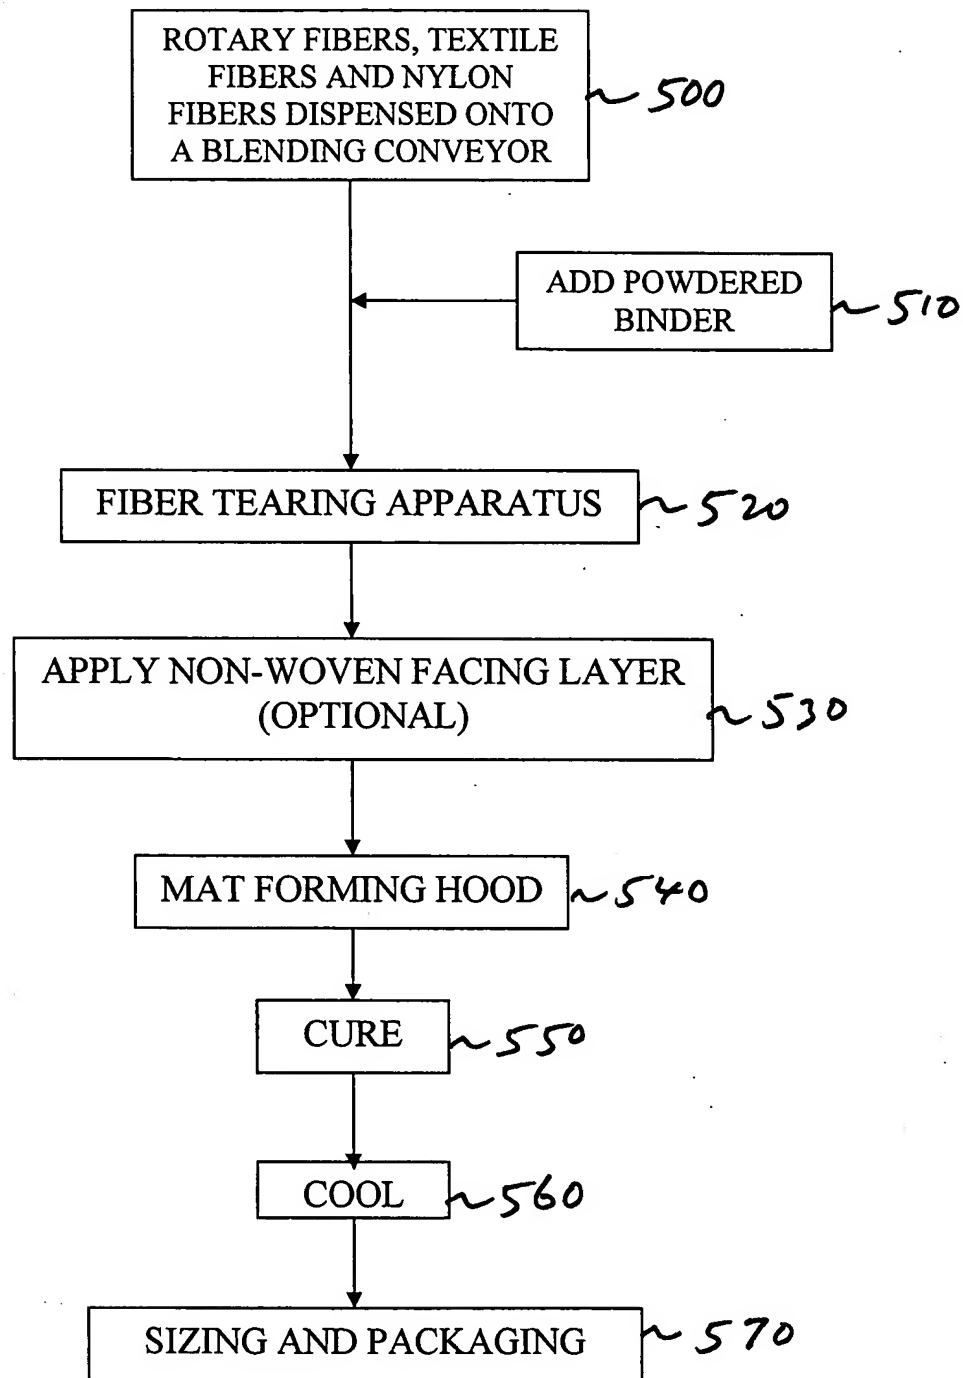 ROTARY FIBERS, TEXTILE
FIBERS AND NYLON
FIBERS DISPENSED ONTO
A BLENDING CONVEYOR
500
ADD POWDERED
BINDER
510
FIBER TEARING APPARATUS
520
APPLY NON-WOVEN FACING LAYER
(OPTIONAL)
530
MAT FORMING HOOD
540
CURE
550
COOL
560
SIZING AND PACKAGING
570